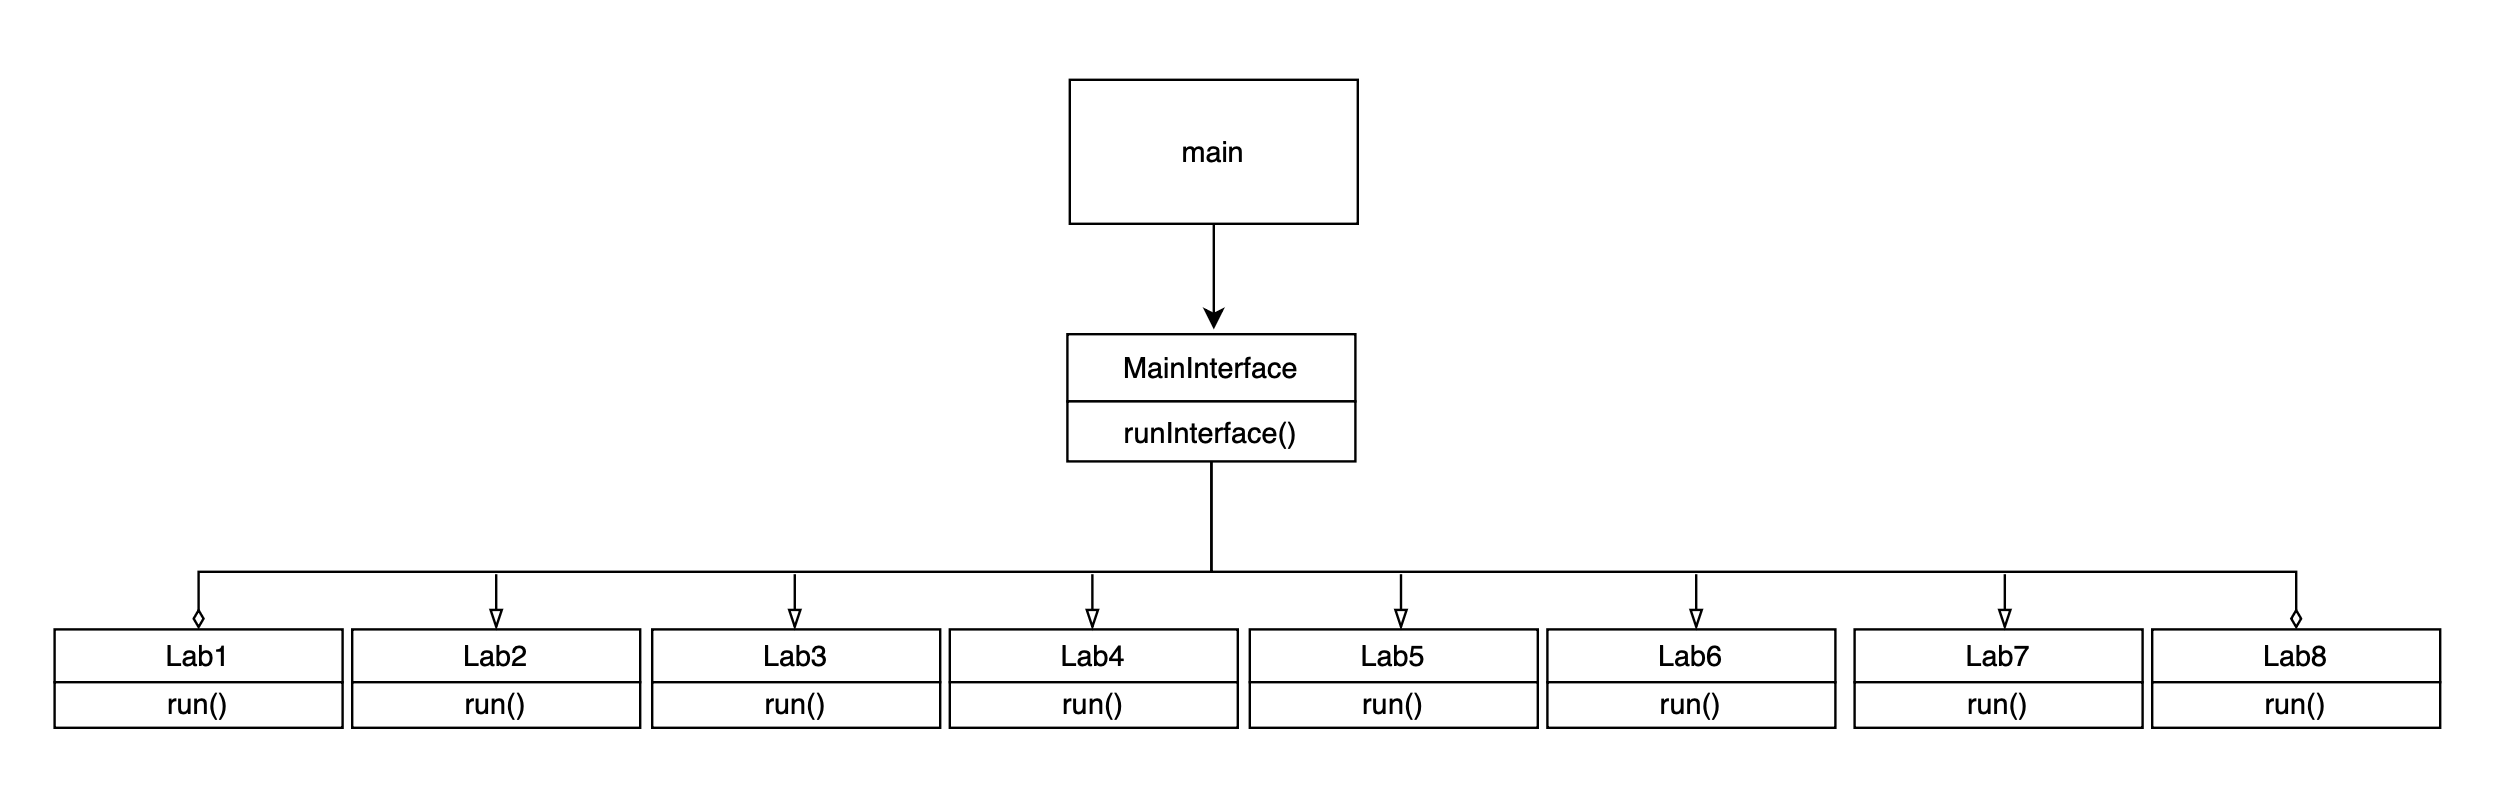 main
MainInterface
runInterface()
Lab1
run()
Lab2
run()
Lab3
run()
Lab4
run()
Lab5
run()
Lab6
run()
Lab7
run()
Lab8
run()